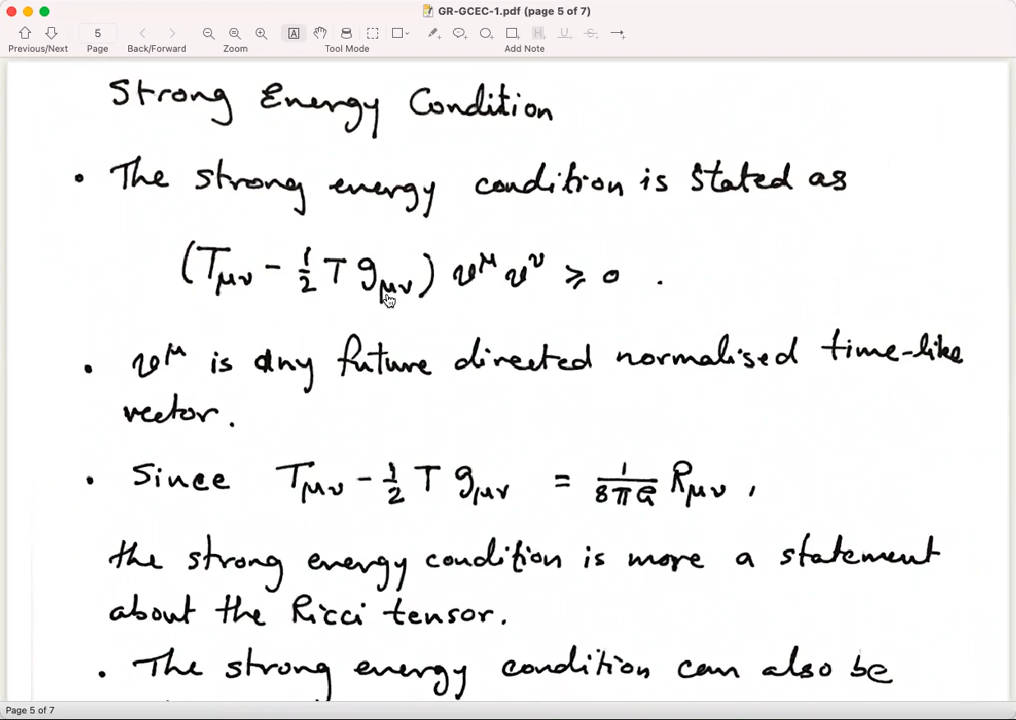 GR-GCEC-1.pdf (page 5 of 7)
5
Previous/Next Page Back/Forward Zoom Tool Mode Add Note
Strong Energy Condition
• The strong energy condition is stated as
(Tμν - 1/2 T gμν) v^μ v^ν ⩾ 0 .
• v^μ is any future directed normalised time-like
vector.
• Since Tμν - 1/2 T gμν = 1/8πG Rμν ,
the strong energy condition is more a statement
about the Ricci tensor.
• The strong energy condition can also be
Page 5 of 7